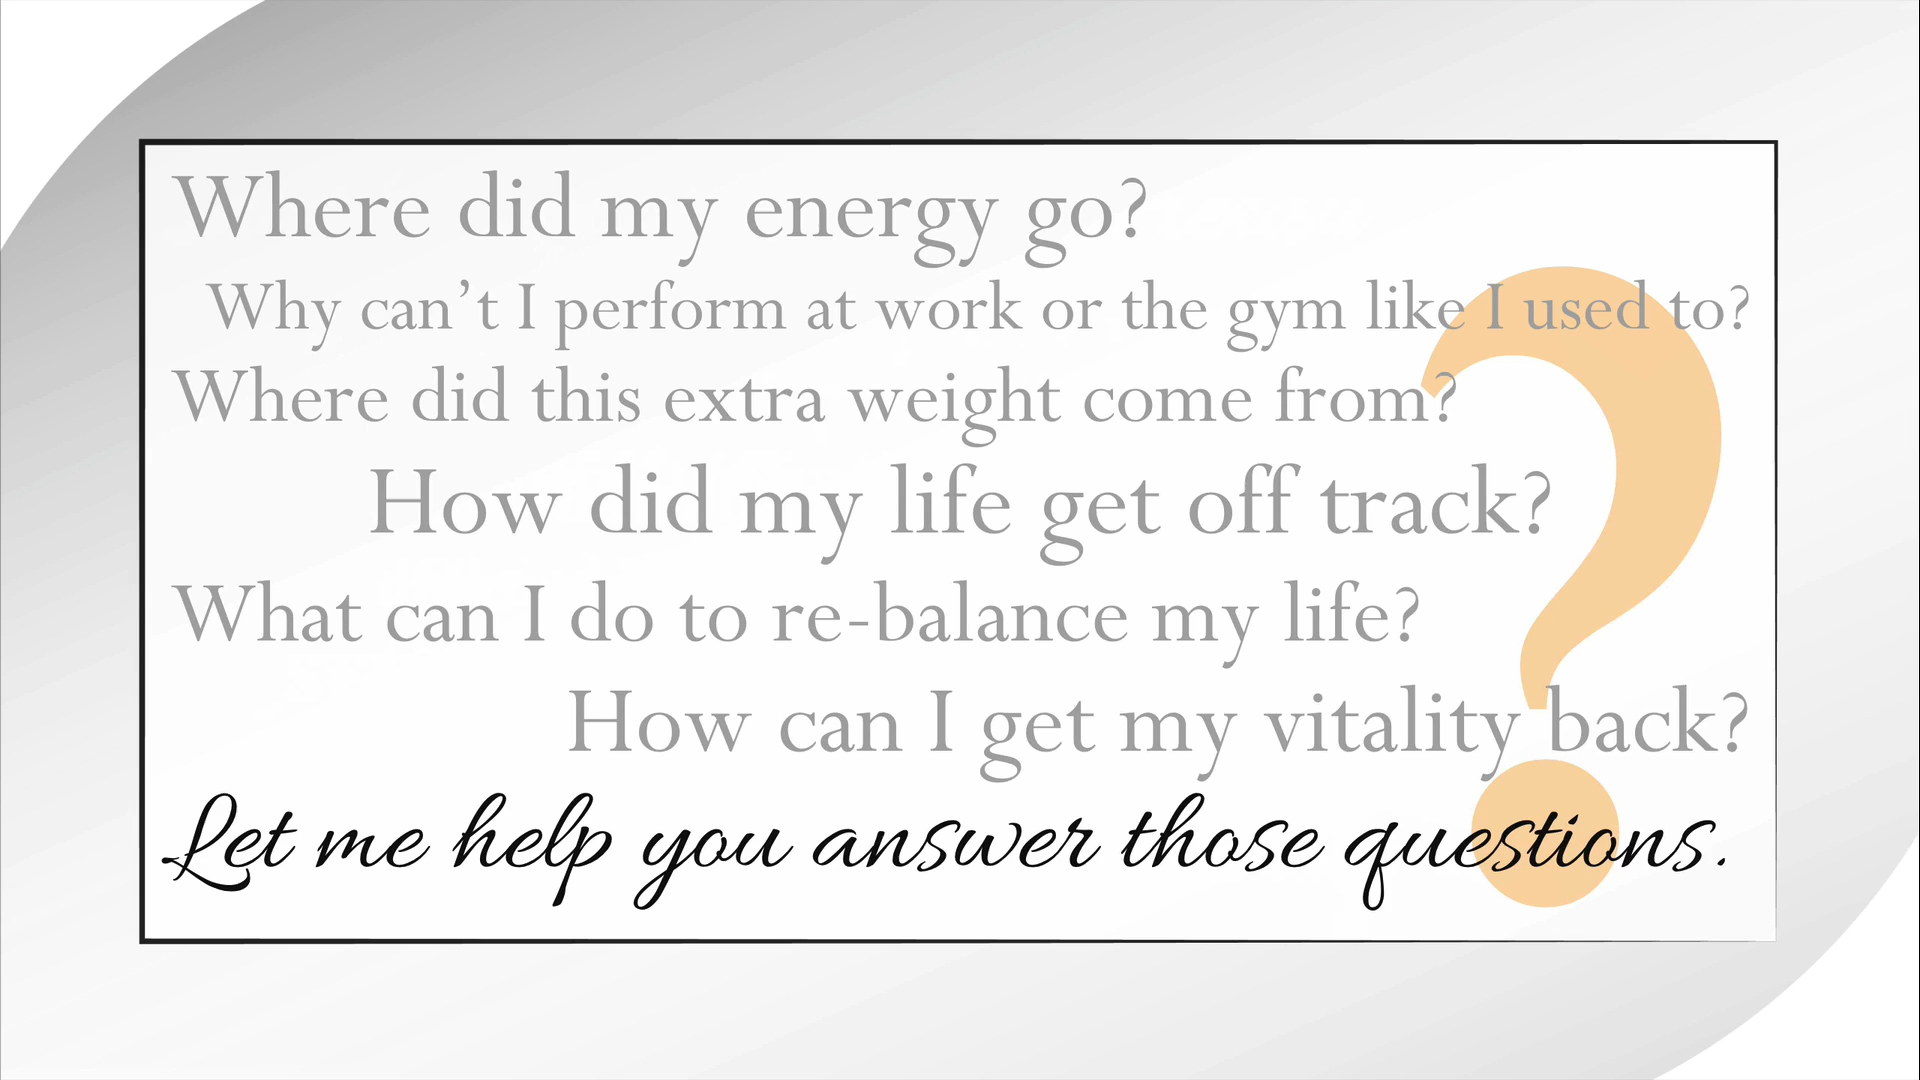 Where did my energy go?
Why can’t I perform at work or the gym like I used to?
Where did this extra weight come from?
How did my life get off track?
What can I do to re-balance my life?
How can I get my vitality back?
Let me help you answer those questions.
?